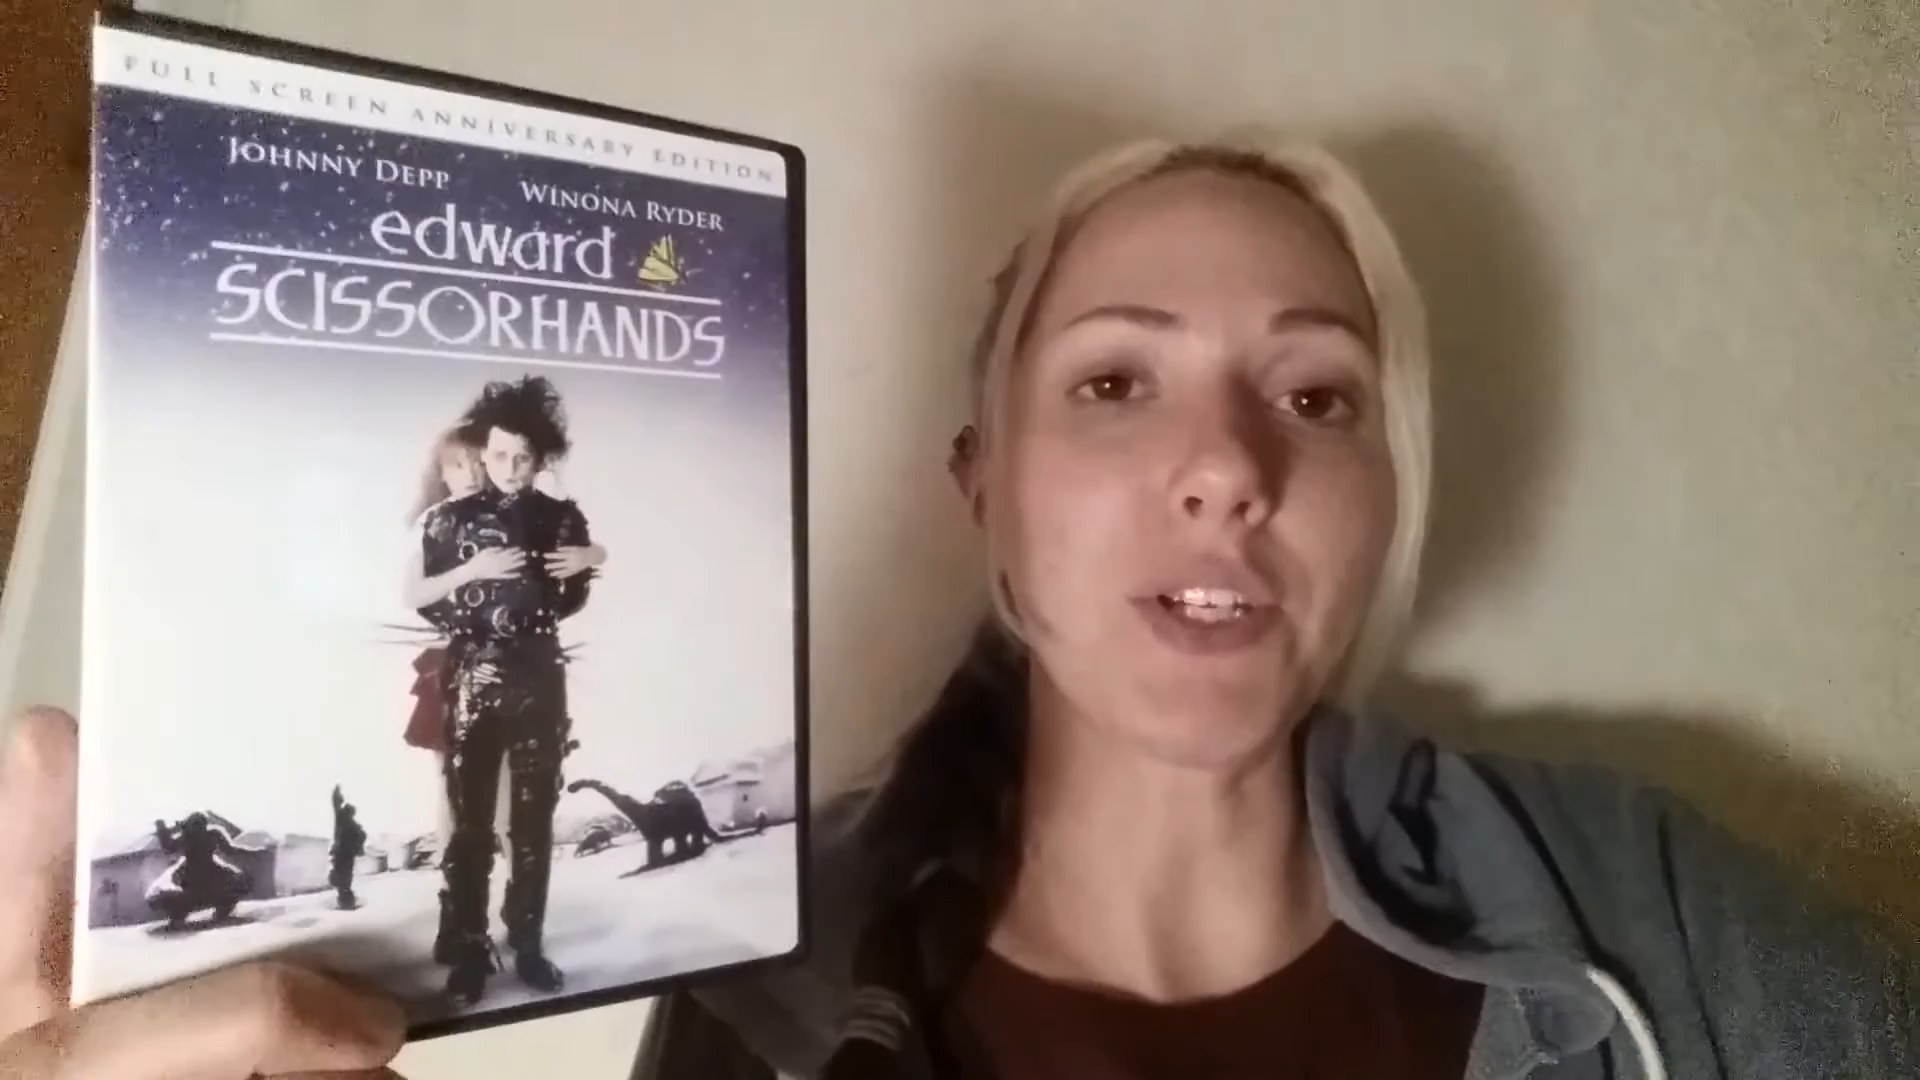 FULL SCREEN ANNIVERSARY EDITION
JOHNNY DEPP
WINONA RYDER
edward
SCISSORHANDS